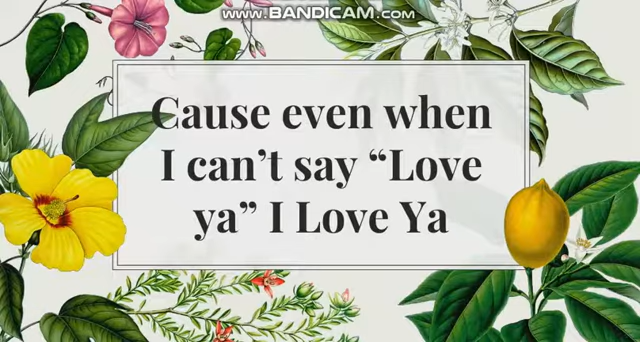 www.BANDICAM.com
Cause even when
I can’t say “Love
ya” I Love Ya